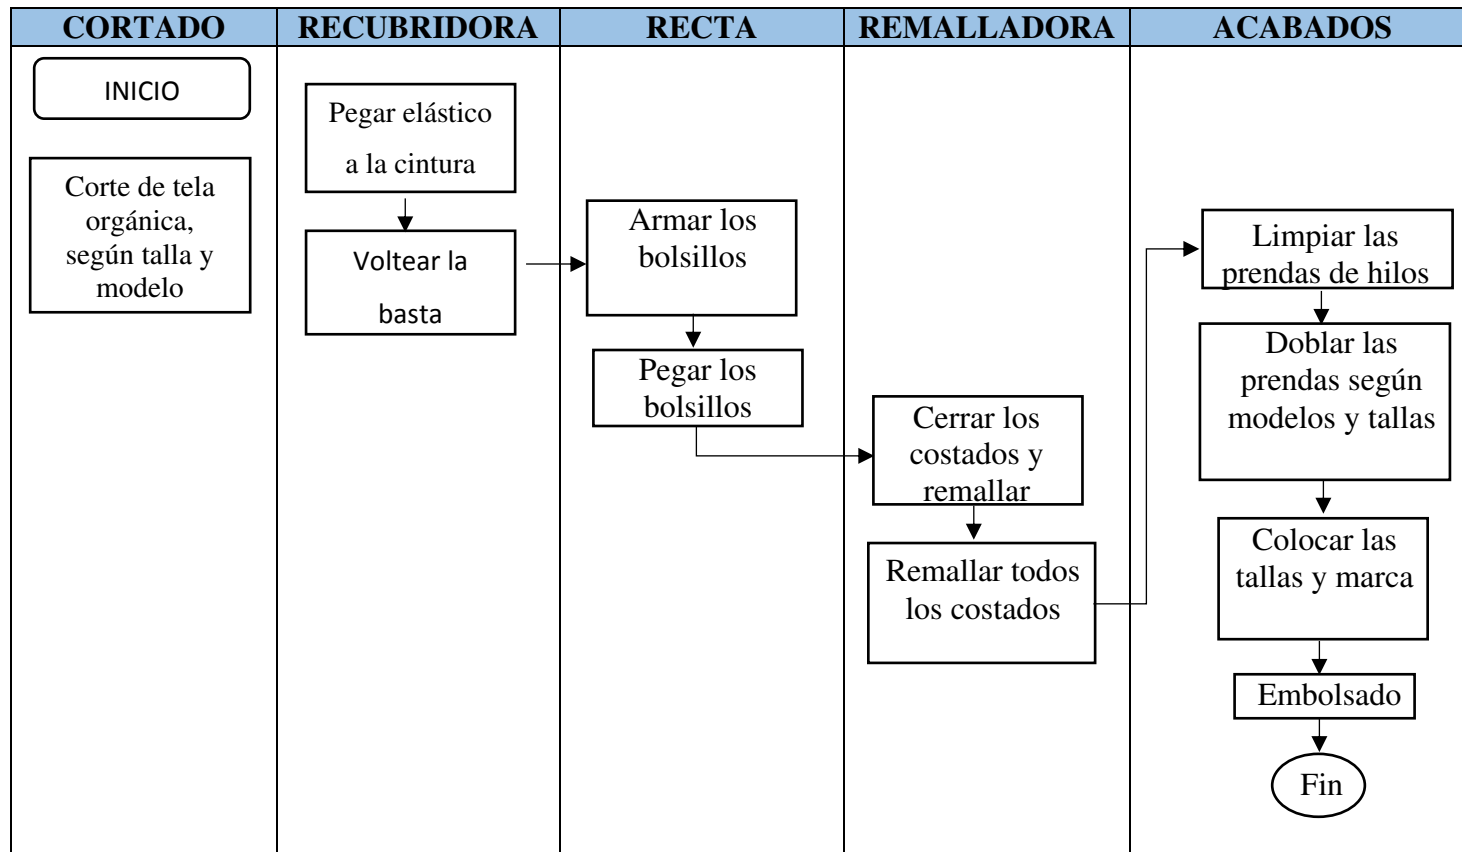 CORTADO
RECUBRIDORA
RECTA
REMALLADORA
ACABADOS
INICIO
Corte de tela
orgánica,
según talla y
modelo
Pegar elástico
a la cintura
Voltear la
basta
Armar los
bolsillos
Pegar los
bolsillos
Cerrar los
costados y
remallar
Remallar todos
los costados
Limpiar las
prendas de hilos
Doblar las
prendas según
modelos y tallas
Colocar las
tallas y marca
Embolsado
Fin